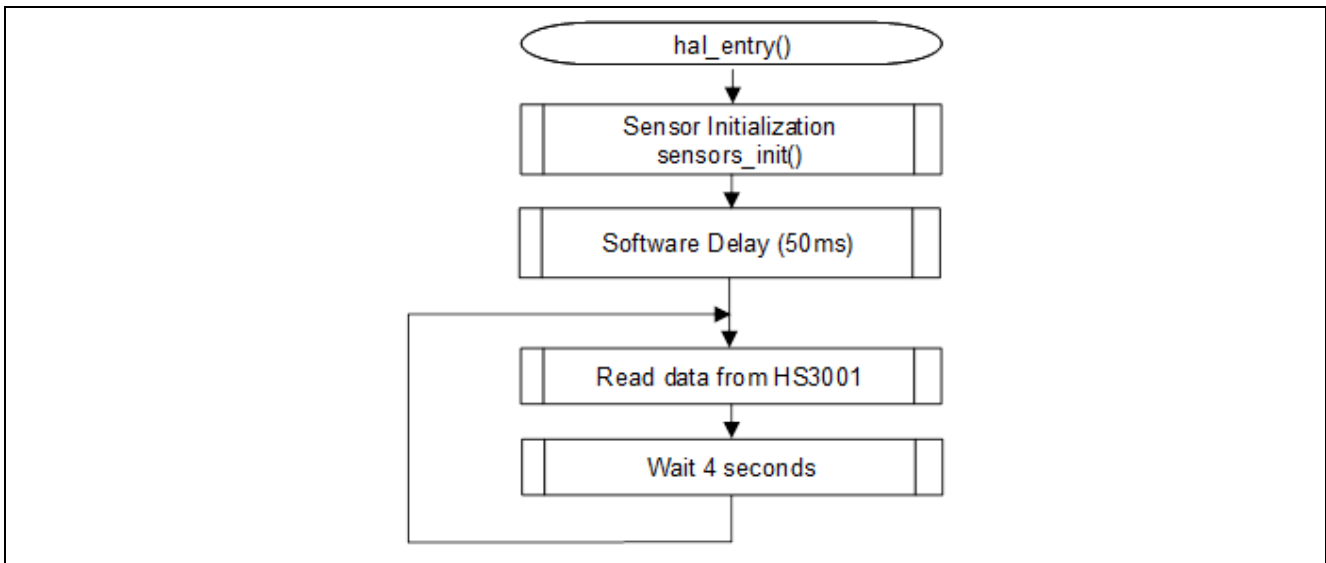 hal_entry()
Sensor Initialization
sensors_init()
Software Delay (50ms)
Read data from HS3001
Wait 4 seconds